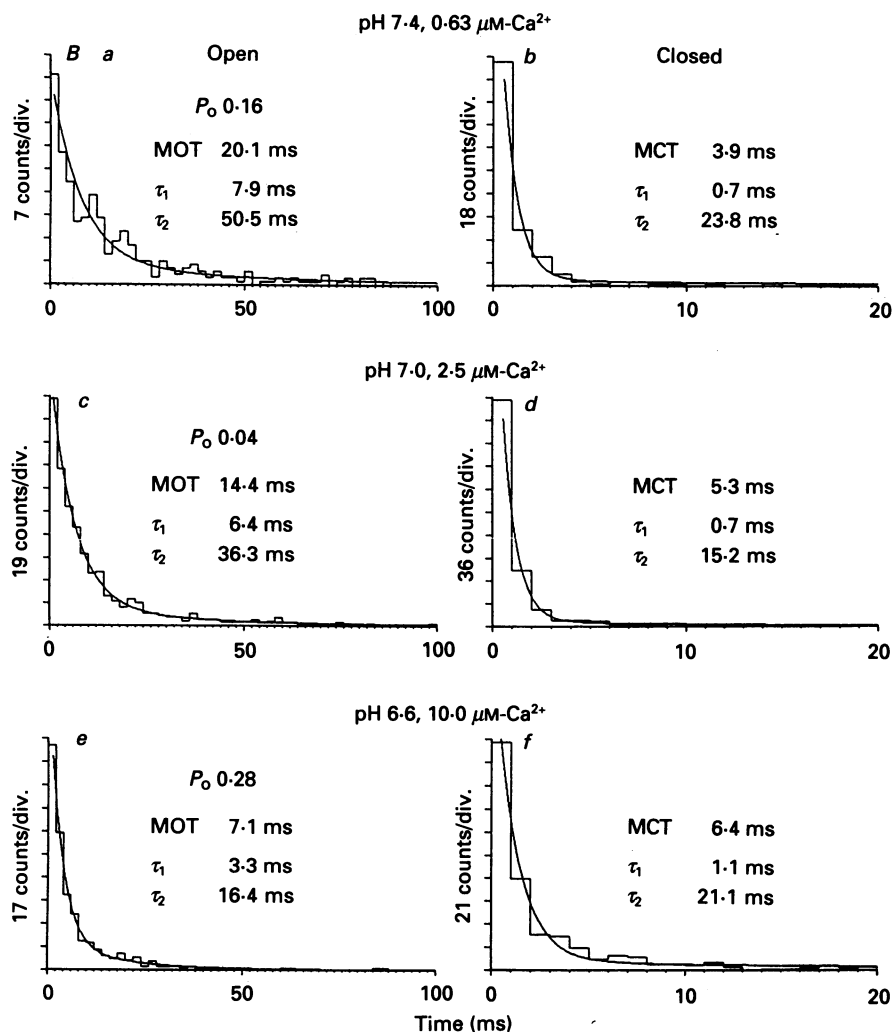 pH 7·4, 0·63 μM-Ca²⁺
B a Open
b Closed
7 counts/div.
Pₒ 0·16
MOT 20·1 ms
τ₁ 7·9 ms
τ₂ 50·5 ms
0 50 100
18 counts/div.
MCT 3·9 ms
τ₁ 0·7 ms
τ₂ 23·8 ms
0 10 20
pH 7·0, 2·5 μM-Ca²⁺
c
19 counts/div.
Pₒ 0·04
MOT 14·4 ms
τ₁ 6·4 ms
τ₂ 36·3 ms
0 50 100
d
36 counts/div.
MCT 5·3 ms
τ₁ 0·7 ms
τ₂ 15·2 ms
0 10 20
pH 6·6, 10·0 μM-Ca²⁺
e
17 counts/div.
Pₒ 0·28
MOT 7·1 ms
τ₁ 3·3 ms
τ₂ 16·4 ms
0 50 100
f
21 counts/div.
MCT 6·4 ms
τ₁ 1·1 ms
τ₂ 21·1 ms
0 10 20
Time (ms)